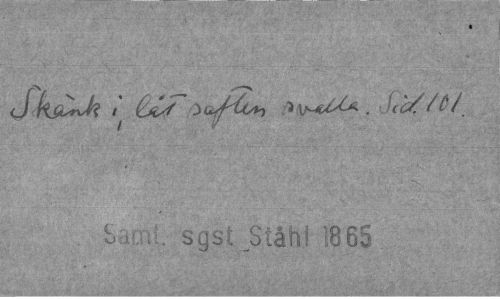 Skänk i, låt saften svalla. Sid. 101.
Saml. sgst Ståhl 1865